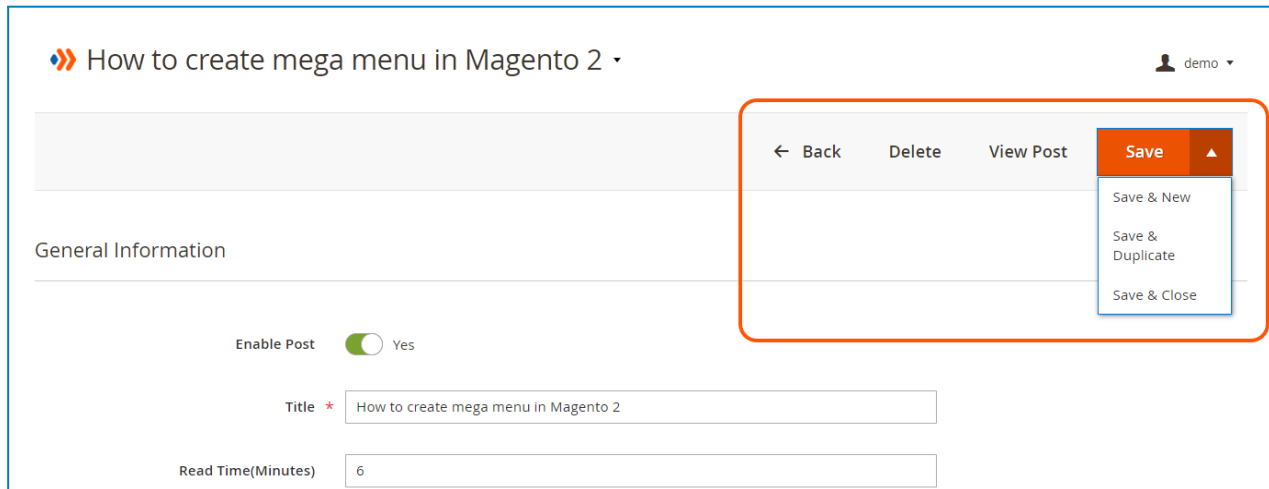 How to create mega menu in Magento 2
demo
← Back Delete View Post Save
Save & New
Save &
Duplicate
Save & Close
General Information
Enable Post Yes
Title * How to create mega menu in Magento 2
Read Time(Minutes) 6